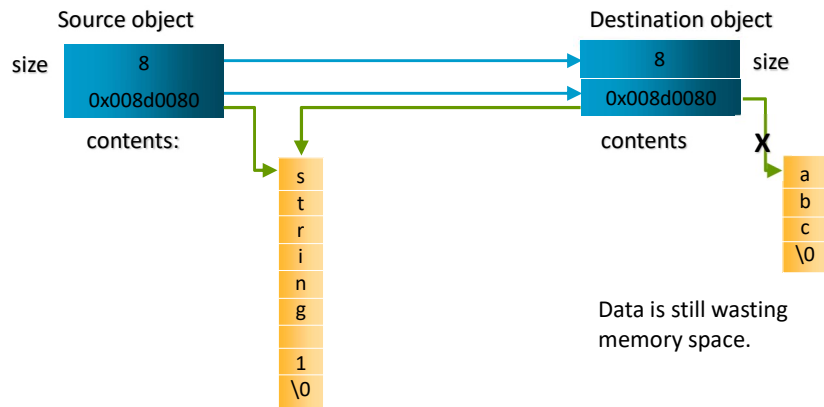 Source object
Destination object
size
8
8
size
0x008d0080
0x008d0080
contents:
contents
X
s
t
r
i
n
g
1
\0
a
b
c
\0
Data is still wasting
memory space.